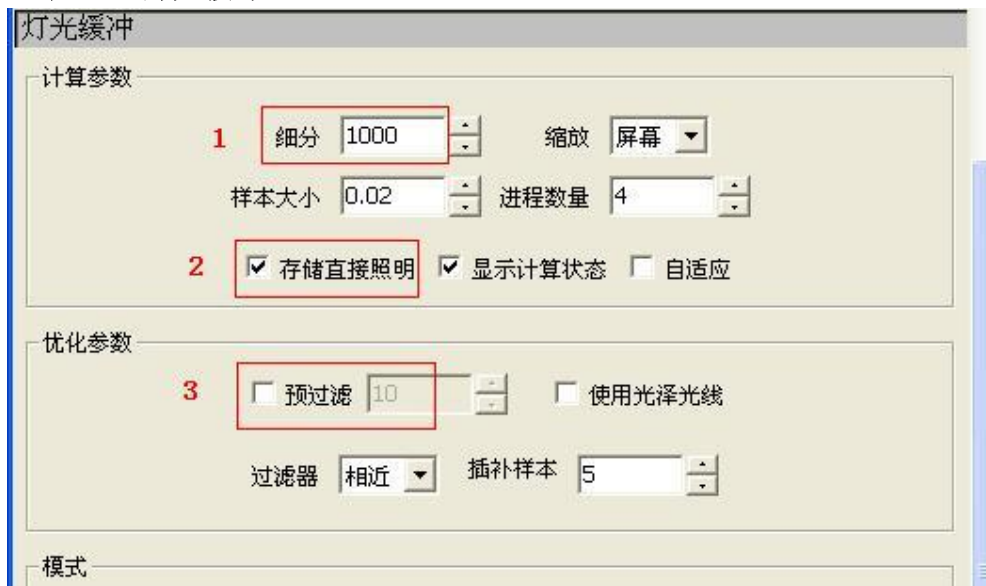 灯光缓冲
计算参数
1 细分 1000 缩放 屏幕
样本大小 0.02 进程数量 4
2 存储直接照明 显示计算状态 自适应
优化参数
3 预过滤 10 使用光泽光线
过滤器 相近 插补样本 5
模式